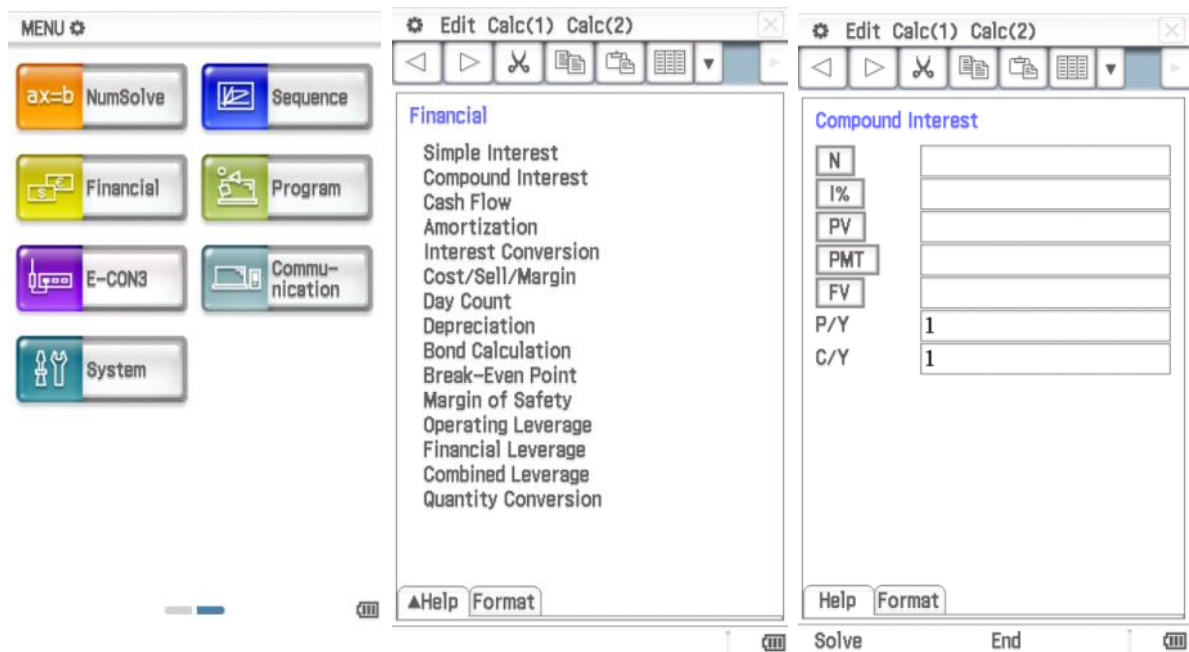 MENU
ax=b NumSolve
Sequence
$ € Financial
Program
E-CON3
Commu-
nication
System
Edit Calc(1) Calc(2)
Financial
Simple Interest
Compound Interest
Cash Flow
Amortization
Interest Conversion
Cost/Sell/Margin
Day Count
Depreciation
Bond Calculation
Break-Even Point
Margin of Safety
Operating Leverage
Financial Leverage
Combined Leverage
Quantity Conversion
▲Help Format
Edit Calc(1) Calc(2)
Compound Interest
N
I%
PV
PMT
FV
P/Y 1
C/Y 1
Help Format
Solve End